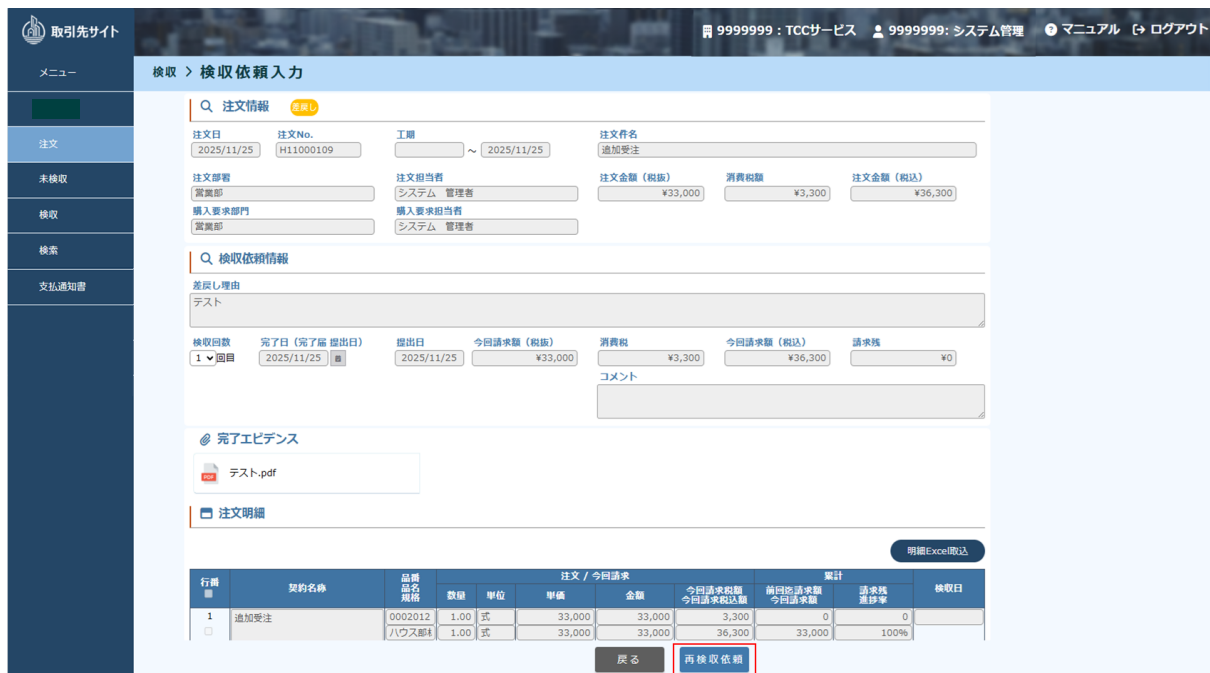 取引先サイト
9999999 : TCCサービス 9999999: システム管理 マニュアル ログアウト
メニュー
検収 > 検収依頼入力
注文
未検収
検収
検索
支払通知書
注文情報 差戻し
注文日 注文No. 工期 注文件名
2025/11/25 H11000109 ～ 2025/11/25 追加受注
注文部署 注文担当者 注文金額（税抜） 消費税額 注文金額（税込）
営業部 システム 管理者 ¥33,000 ¥3,300 ¥36,300
購入要求部門 購入要求担当者
営業部 システム 管理者
検収依頼情報
差戻し理由
テスト
検収回数 完了日（完了届 提出日） 提出日 今回請求額（税抜） 消費税 今回請求額（税込） 請求残
1 回目 2025/11/25 2025/11/25 ¥33,000 ¥3,300 ¥36,300 ¥0
コメント
完了エビデンス
PDF テスト.pdf
注文明細
明細Excel取込
行番 契約名称 品番 品名 規格 注文 / 今回請求 累計 検収日
数量 単位 単価 金額 今回請求税額 今回請求税込額 前回迄請求額 今回請求額 請求残 進捗率
1 追加受注 0002012 1.00 式 33,000 33,000 3,300 0 0
ハウス部材 1.00 式 33,000 33,000 36,300 33,000 100%
戻る 再検収依頼